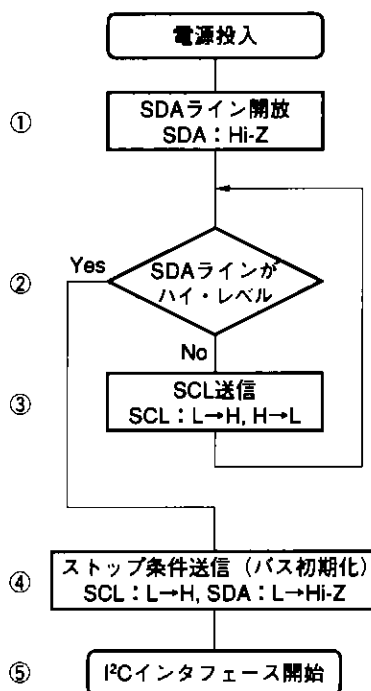 電源投入
①
SDAライン開放
SDA：Hi-Z
②
Yes
SDAラインが
ハイ・レベル
No
③
SCL送信
SCL：L→H, H→L
④
ストップ条件送信（バス初期化）
SCL：L→H, SDA：L→Hi-Z
⑤
I²Cインタフェース開始